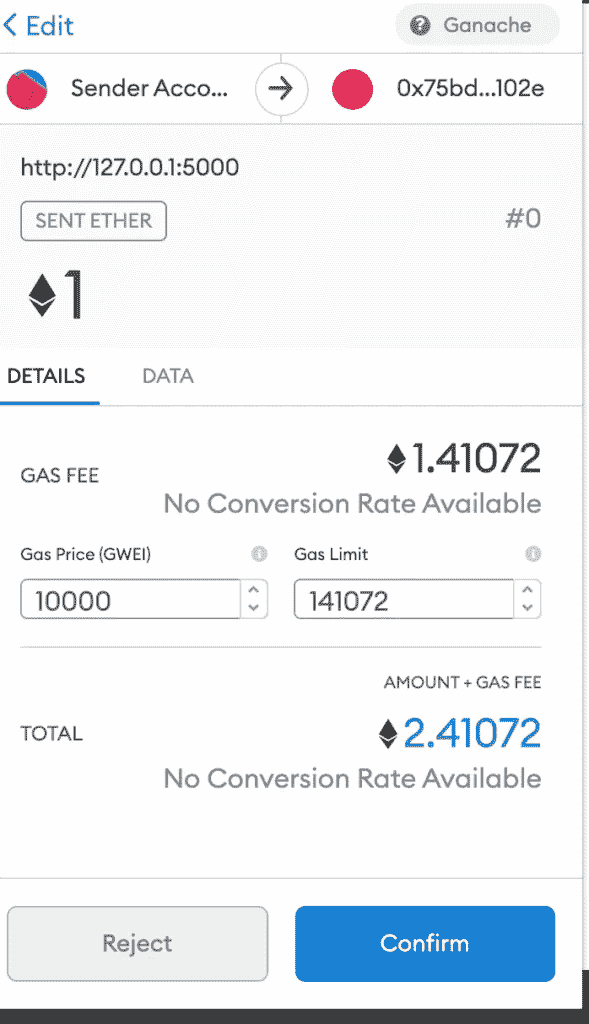 Edit
Ganache
Sender Acco... 0x75bd...102e
http://127.0.0.1:5000
SENT ETHER #0
1
DETAILS DATA
1.41072
GAS FEE
No Conversion Rate Available
Gas Price (GWEI) Gas Limit
10000 141072
AMOUNT + GAS FEE
TOTAL 2.41072
No Conversion Rate Available
Reject Confirm